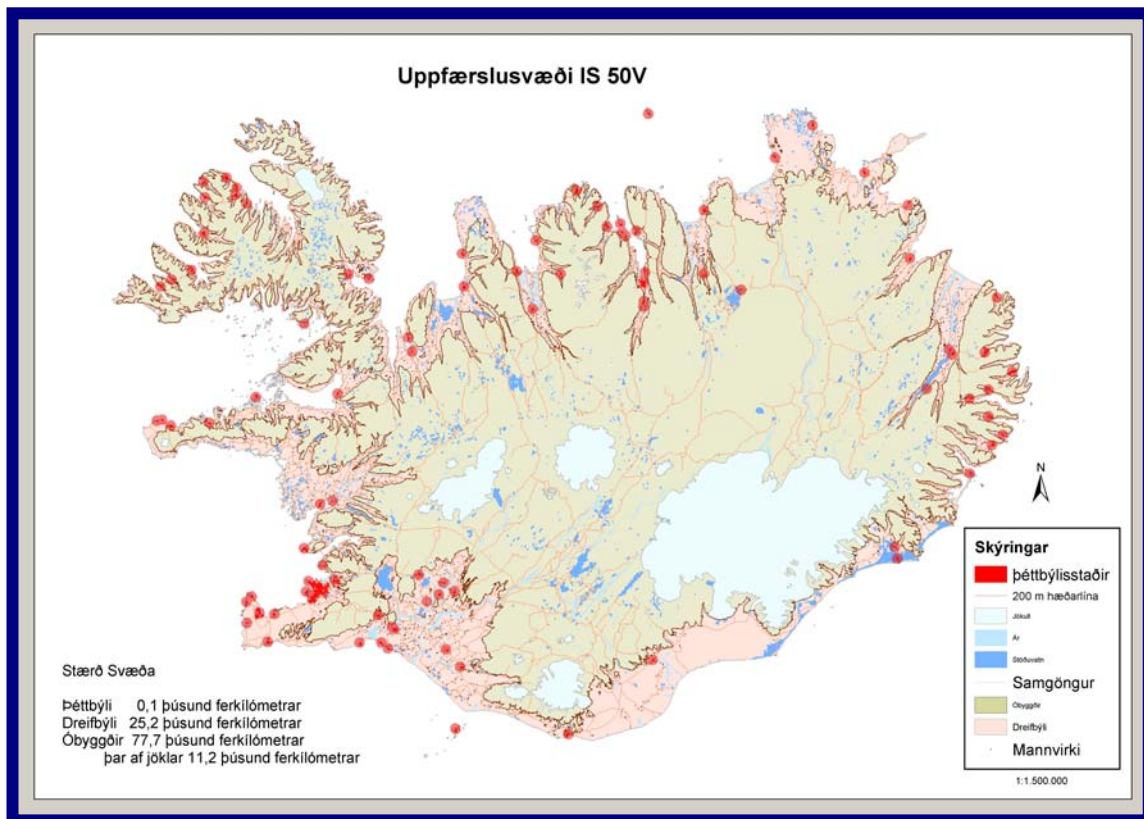 Uppfærslusvæði IS 50V
N
Skýringar
þéttbýlisstaðir
200 m hæðarlína
Jökull
Ár
Stöðuvatn
Samgöngur
Óbyggðir
Dreifbýli
Mannvirki
1:1.500.000
Stærð Svæða
Þéttbýli 0,1 þúsund ferkílómetrar
Dreifbýli 25,2 þúsund ferkílómetrar
Óbyggðir 77,7 þúsund ferkílómetrar
þar af jöklar 11,2 þúsund ferkílómetrar